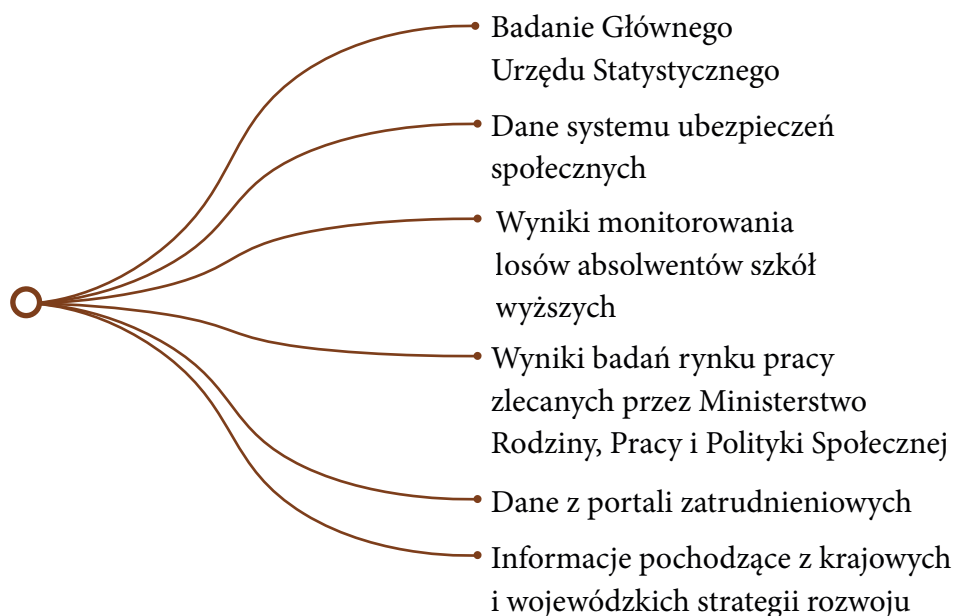 Badanie Głównego
Urzędu Statystycznego
Dane systemu ubezpieczeń
społecznych
Wyniki monitorowania
losów absolwentów szkół
wyższych
Wyniki badań rynku pracy
zlecanych przez Ministerstwo
Rodziny, Pracy i Polityki Społecznej
Dane z portali zatrudnieniowych
Informacje pochodzące z krajowych
i wojewódzkich strategii rozwoju